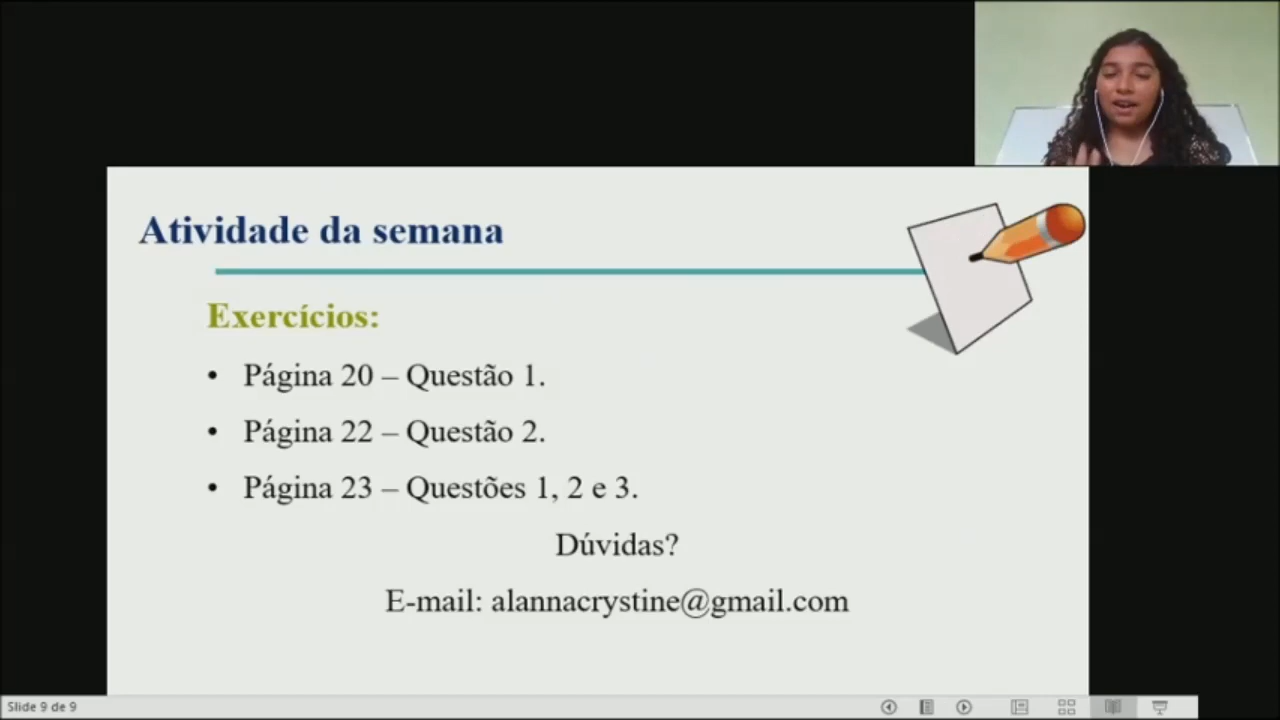 Atividade da semana
Exercícios:
• Página 20 – Questão 1.
• Página 22 – Questão 2.
• Página 23 – Questões 1, 2 e 3.
Dúvidas?
E-mail: alannacrystine@gmail.com
Slide 9 de 9